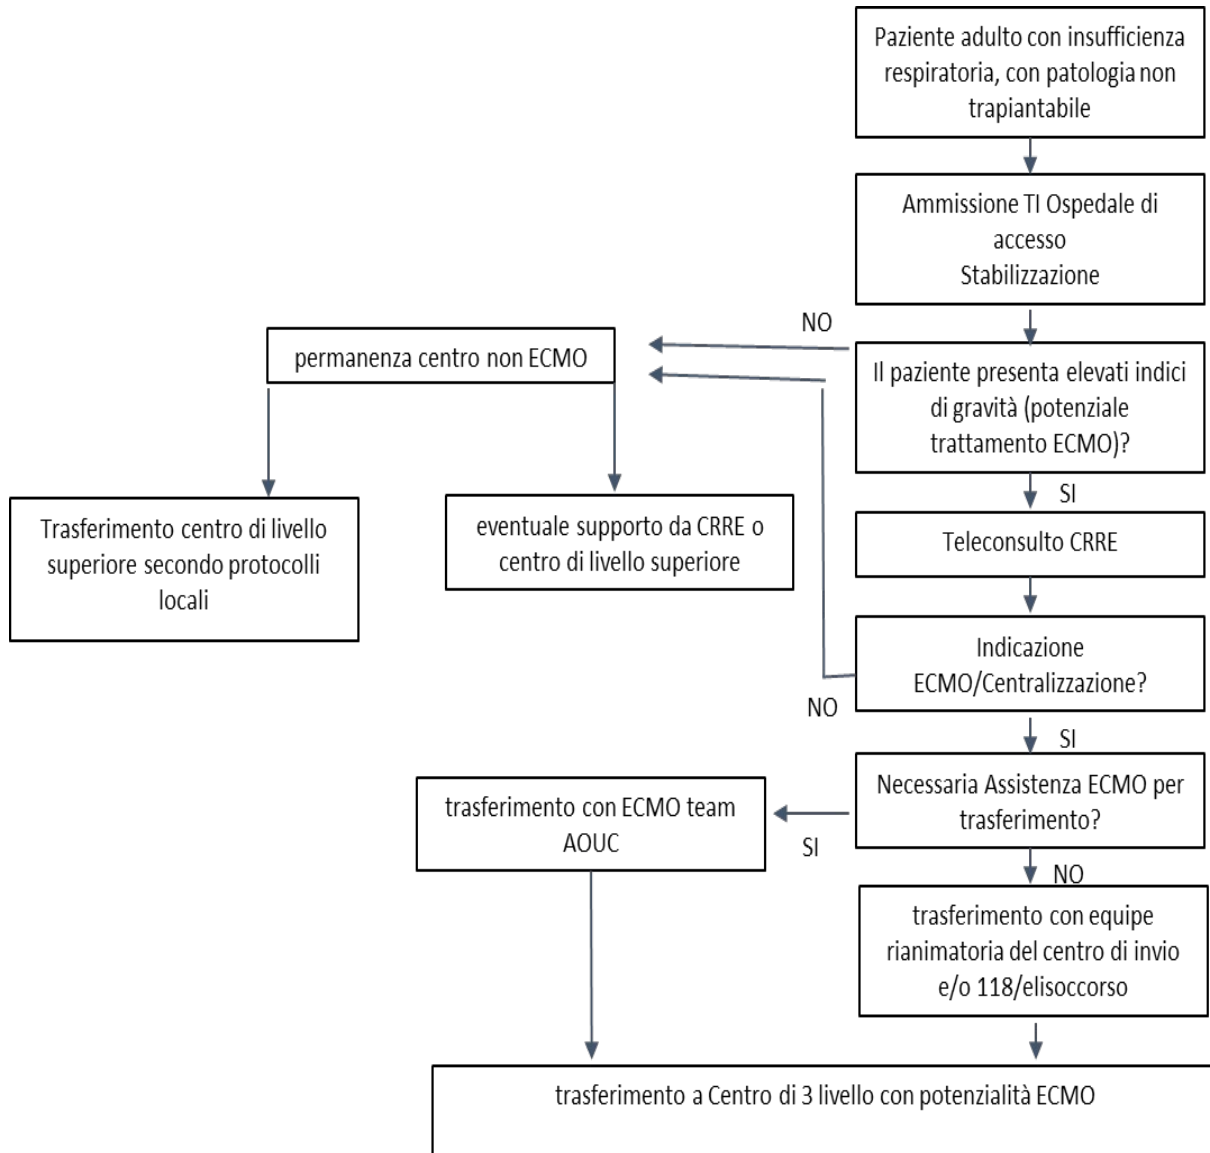 Paziente adulto con insufficienza
respiratoria, con patologia non
trapiantabile
Ammissione TI Ospedale di
accesso
Stabilizzazione
NO
permanenza centro non ECMO
Il paziente presenta elevati indici
di gravità (potenziale
trattamento ECMO)?
SI
Trasferimento centro di livello
superiore secondo protocolli
locali
eventuale supporto da CRRE o
centro di livello superiore
Teleconsulto CRRE
Indicazione
ECMO/Centralizzazione?
NO
SI
Necessaria Assistenza ECMO per
trasferimento?
trasferimento con ECMO team
AOUC
SI
NO
trasferimento con equipe
rianimatoria del centro di invio
e/o 118/elisoccorso
trasferimento a Centro di 3 livello con potenzialità ECMO